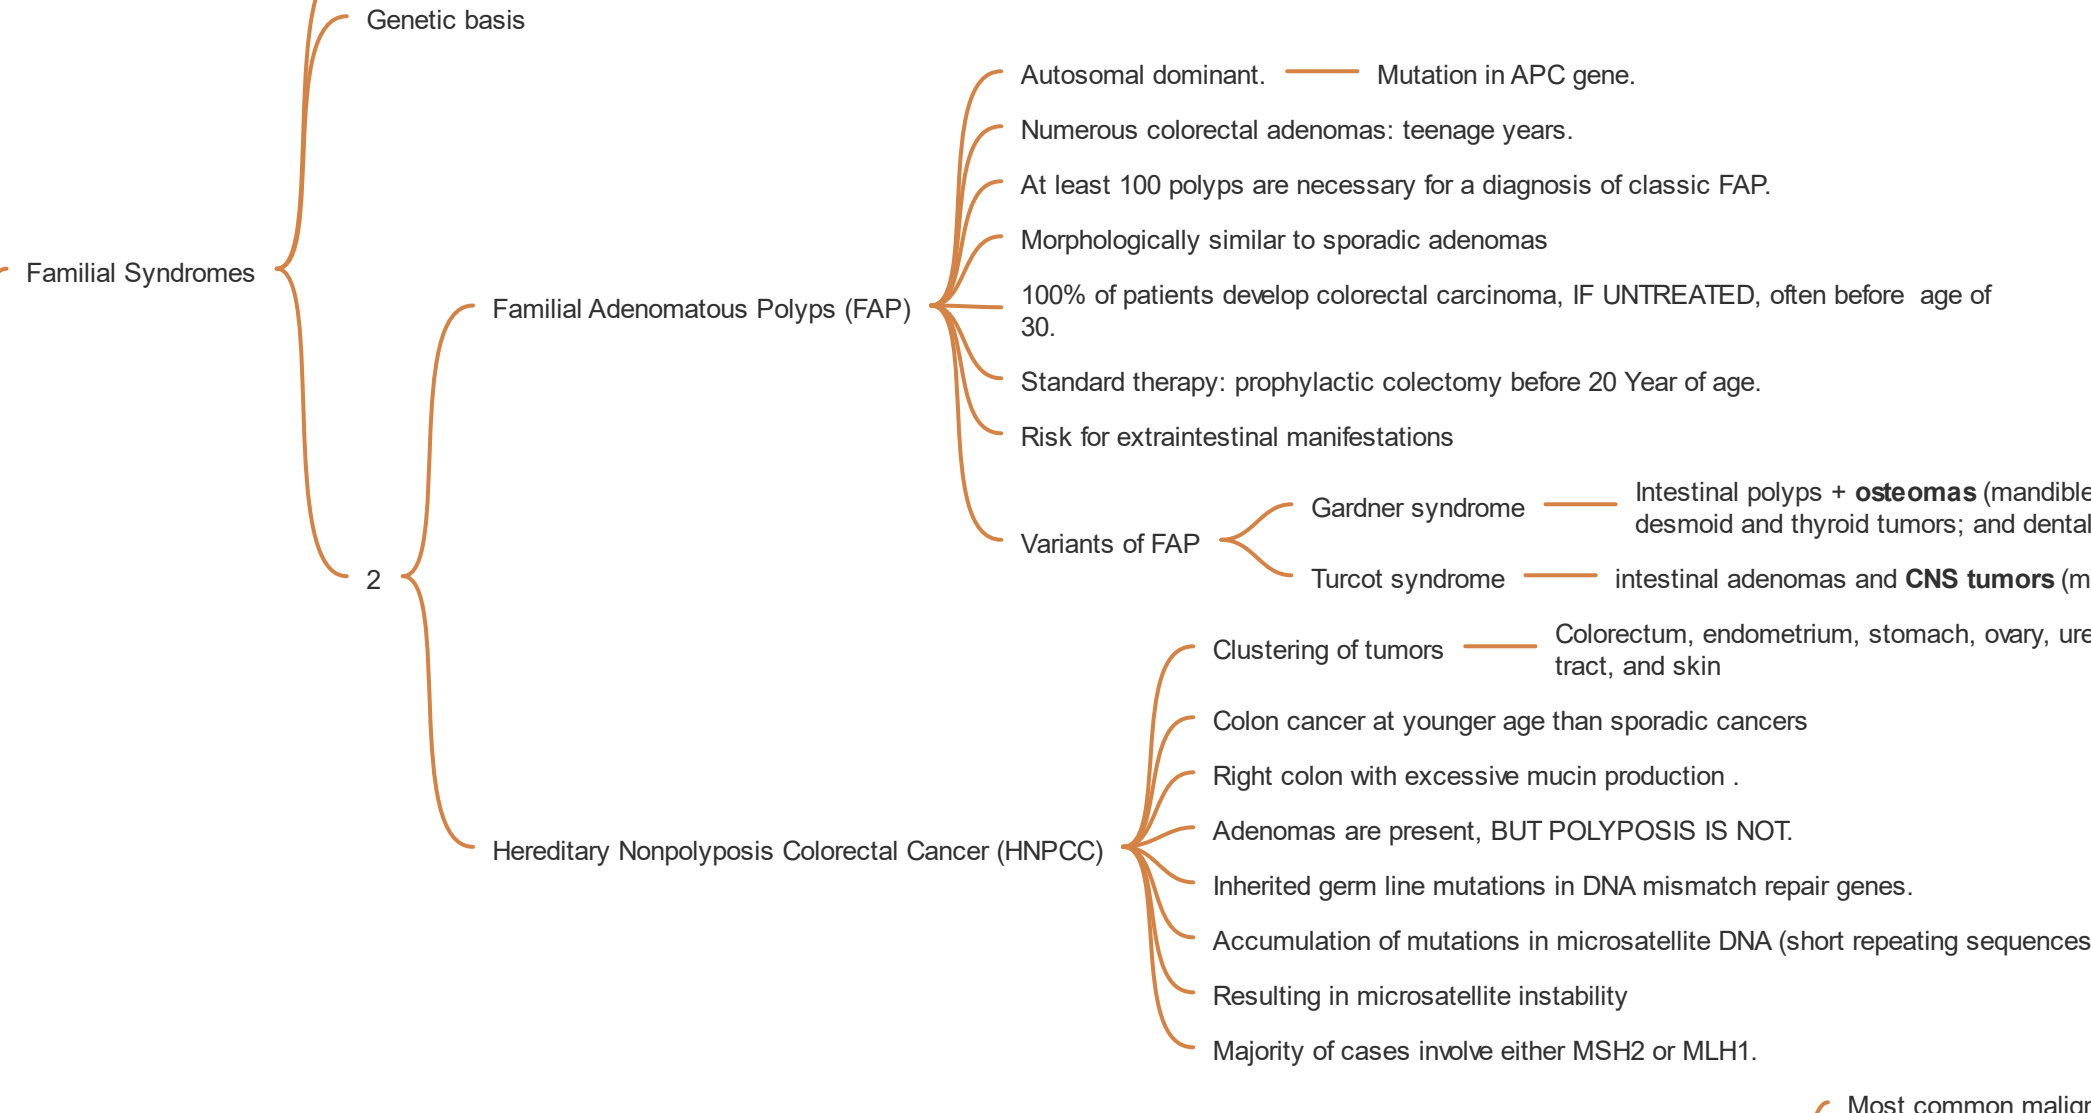 Genetic basis
Familial Syndromes
2
Familial Adenomatous Polyps (FAP)
Autosomal dominant.
Mutation in APC gene.
Numerous colorectal adenomas: teenage years.
At least 100 polyps are necessary for a diagnosis of classic FAP.
Morphologically similar to sporadic adenomas
100% of patients develop colorectal carcinoma, IF UNTREATED, often before age of
30.
Standard therapy: prophylactic colectomy before 20 Year of age.
Risk for extraintestinal manifestations
Variants of FAP
Gardner syndrome
Intestinal polyps + osteomas (mandible
desmoid and thyroid tumors; and dental
Turcot syndrome
intestinal adenomas and CNS tumors
Hereditary Nonpolyposis Colorectal Cancer (HNPCC)
Clustering of tumors
Colorectum, endometrium, stomach, ovary,
tract, and skin
Colon cancer at younger age than sporadic cancers
Right colon with excessive mucin production .
Adenomas are present, BUT POLYPOSIS IS NOT.
Inherited germ line mutations in DNA mismatch repair genes.
Accumulation of mutations in microsatellite DNA (short repeating sequences
Resulting in microsatellite instability
Majority of cases involve either MSH2 or MLH1.
Most common